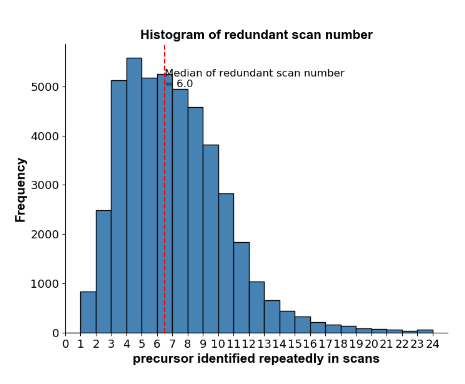 Histogram of redundant scan number
Median of redundant scan number
= 6.0
5000
4000
3000
2000
1000
0
Frequency
0 1 2 3 4 5 6 7 8 9 10 11 12 13 14 15 16 17 18 19 20 21 22 23 24
precursor identified repeatedly in scans